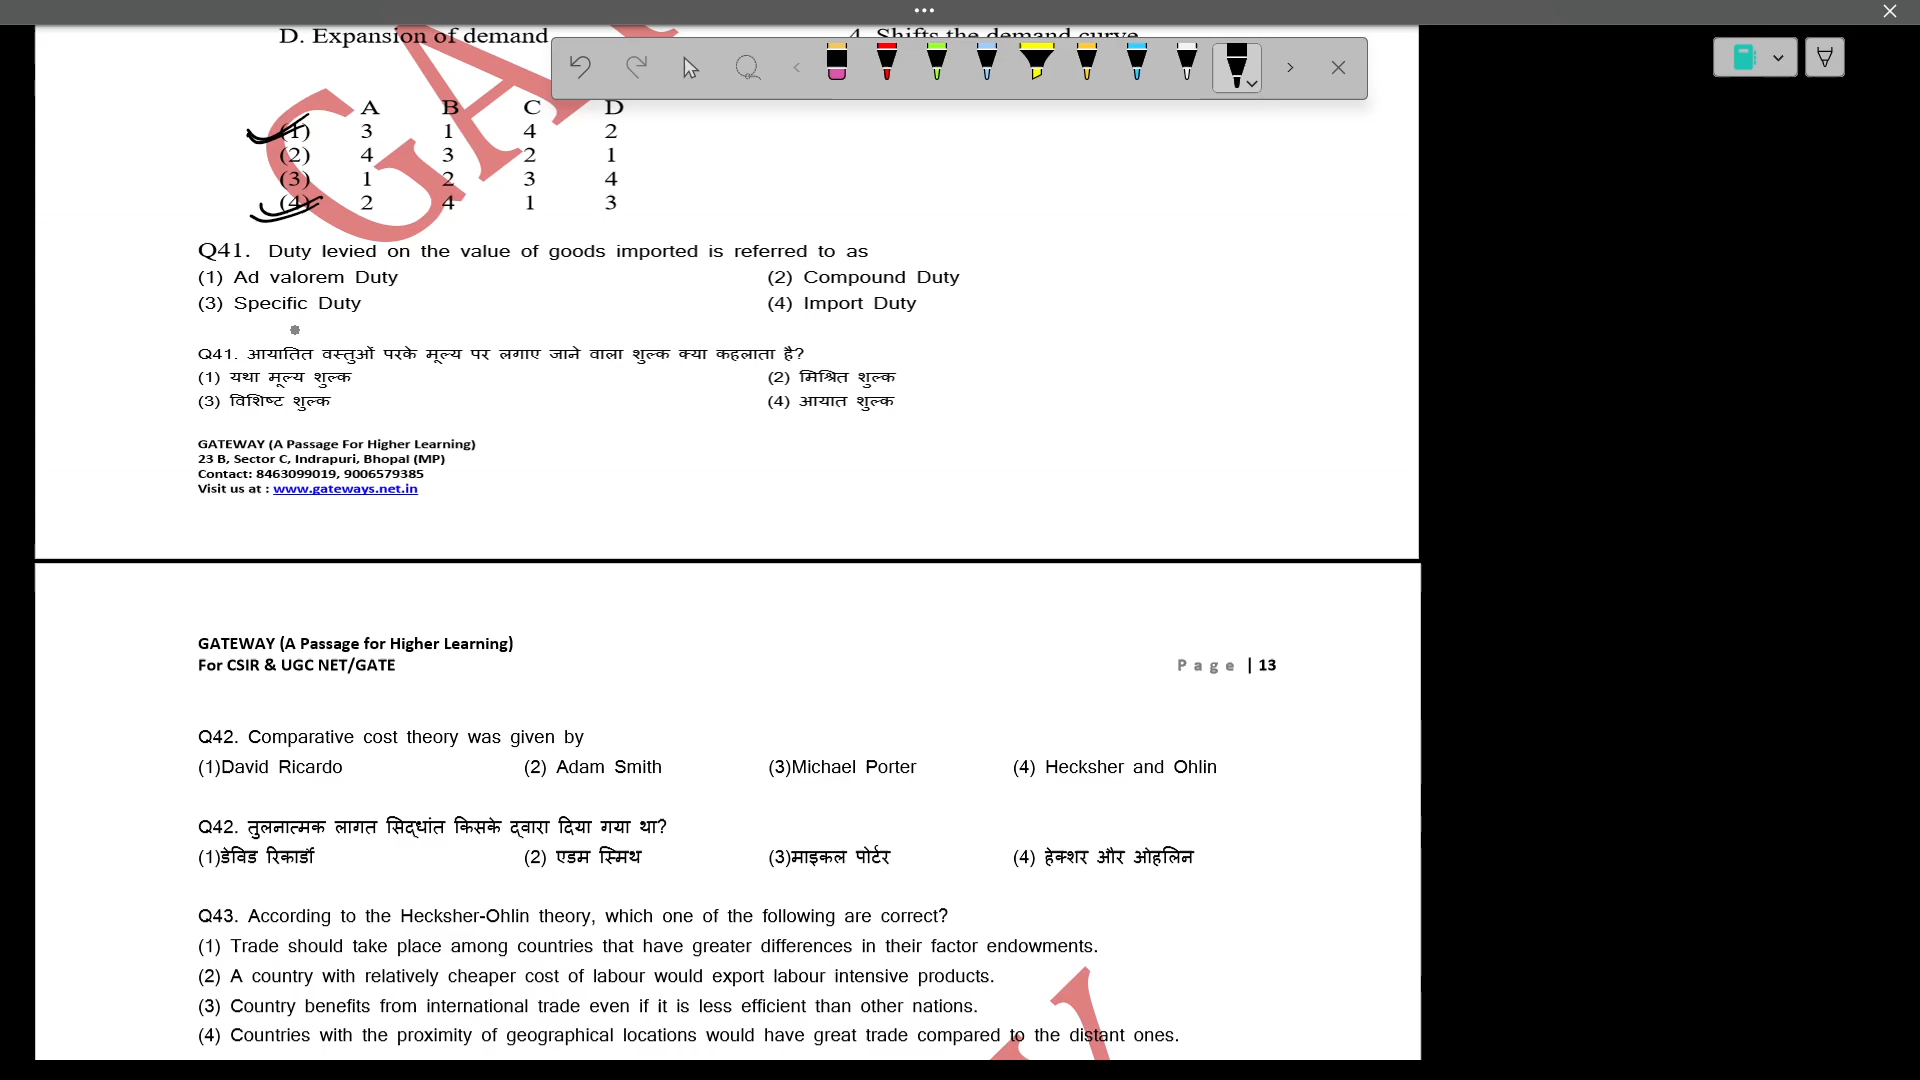 D. Expansion of demand 4. Shifts the demand curve
A B C D
(1) 3 1 4 2
(2) 4 3 2 1
(3) 1 2 3 4
(4) 2 4 1 3
Q41. Duty levied on the value of goods imported is referred to as
(1) Ad valorem Duty (2) Compound Duty
(3) Specific Duty (4) Import Duty
Q41. आयातित वस्तुओं परके मूल्य पर लगाए जाने वाला शुल्क क्या कहलाता है?
(1) यथा मूल्य शुल्क (2) मिश्रित शुल्क
(3) विशिष्ट शुल्क (4) आयात शुल्क
GATEWAY (A Passage For Higher Learning)
23 B, Sector C, Indrapuri, Bhopal (MP)
Contact: 8463099019, 9006579385
Visit us at : www.gateways.net.in
GATEWAY (A Passage for Higher Learning)
For CSIR & UGC NET/GATE Page | 13
Q42. Comparative cost theory was given by
(1)David Ricardo (2) Adam Smith (3)Michael Porter (4) Hecksher and Ohlin
Q42. तुलनात्मक लागत सिद्धांत किसके द्वारा दिया गया था?
(1)डेविड रिकार्डो (2) एडम स्मिथ (3)माइकल पोर्टर (4) हेक्शर और ओहलिन
Q43. According to the Hecksher-Ohlin theory, which one of the following are correct?
(1) Trade should take place among countries that have greater differences in their factor endowments.
(2) A country with relatively cheaper cost of labour would export labour intensive products.
(3) Country benefits from international trade even if it is less efficient than other nations.
(4) Countries with the proximity of geographical locations would have great trade compared to the distant ones.